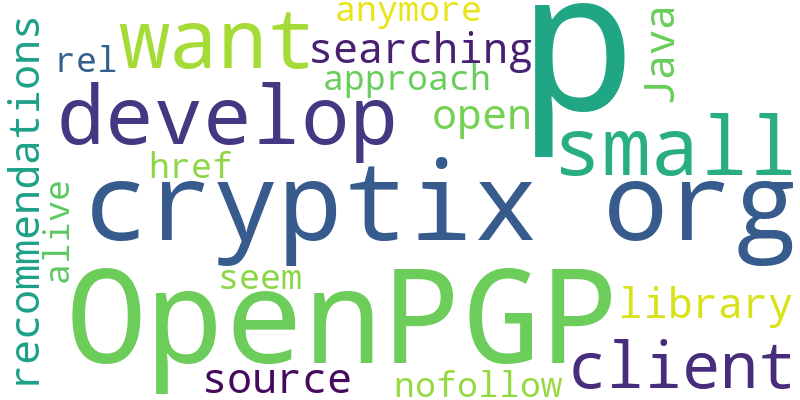 anymore
want
searching
p
rel
approach
Java
recommendations
develop
open
small
href
cryptix org
alive
seem
OpenPGP
library
source
nofollow
client